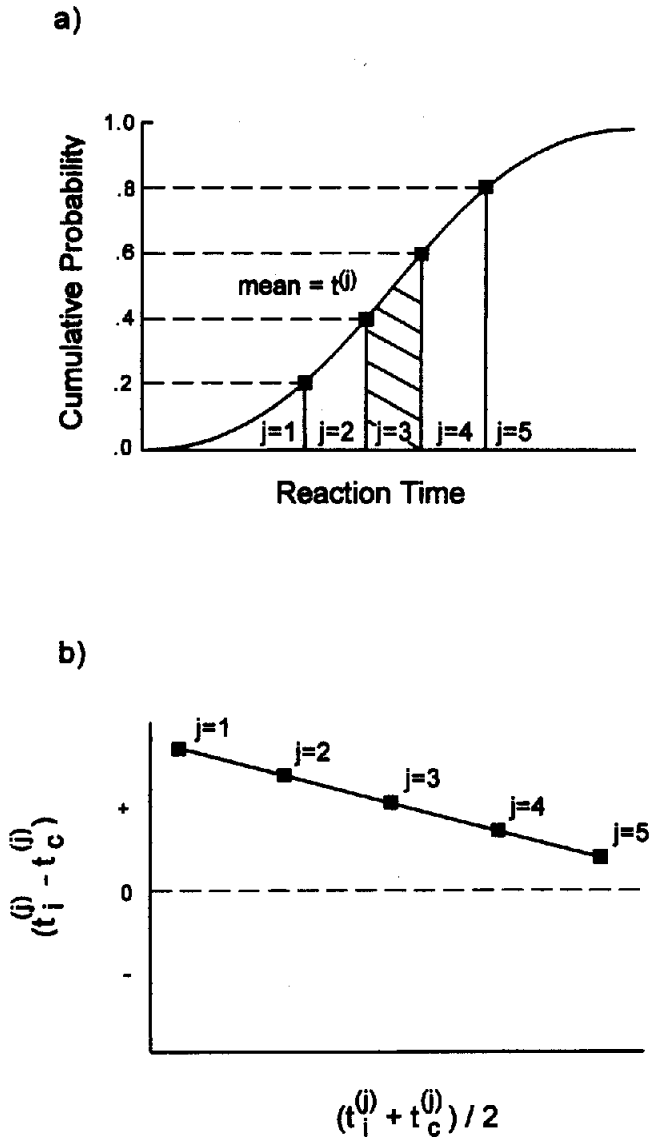 a)
Cumulative Probability
1.0
.8
.6
.4
.2
.0
mean = t(j)
j=1 j=2 j=3 j=4 j=5
Reaction Time
b)
(t i (j) - t c (j))
+
0
-
j=1
j=2
j=3
j=4
j=5
(t i (j) + t c (j)) / 2